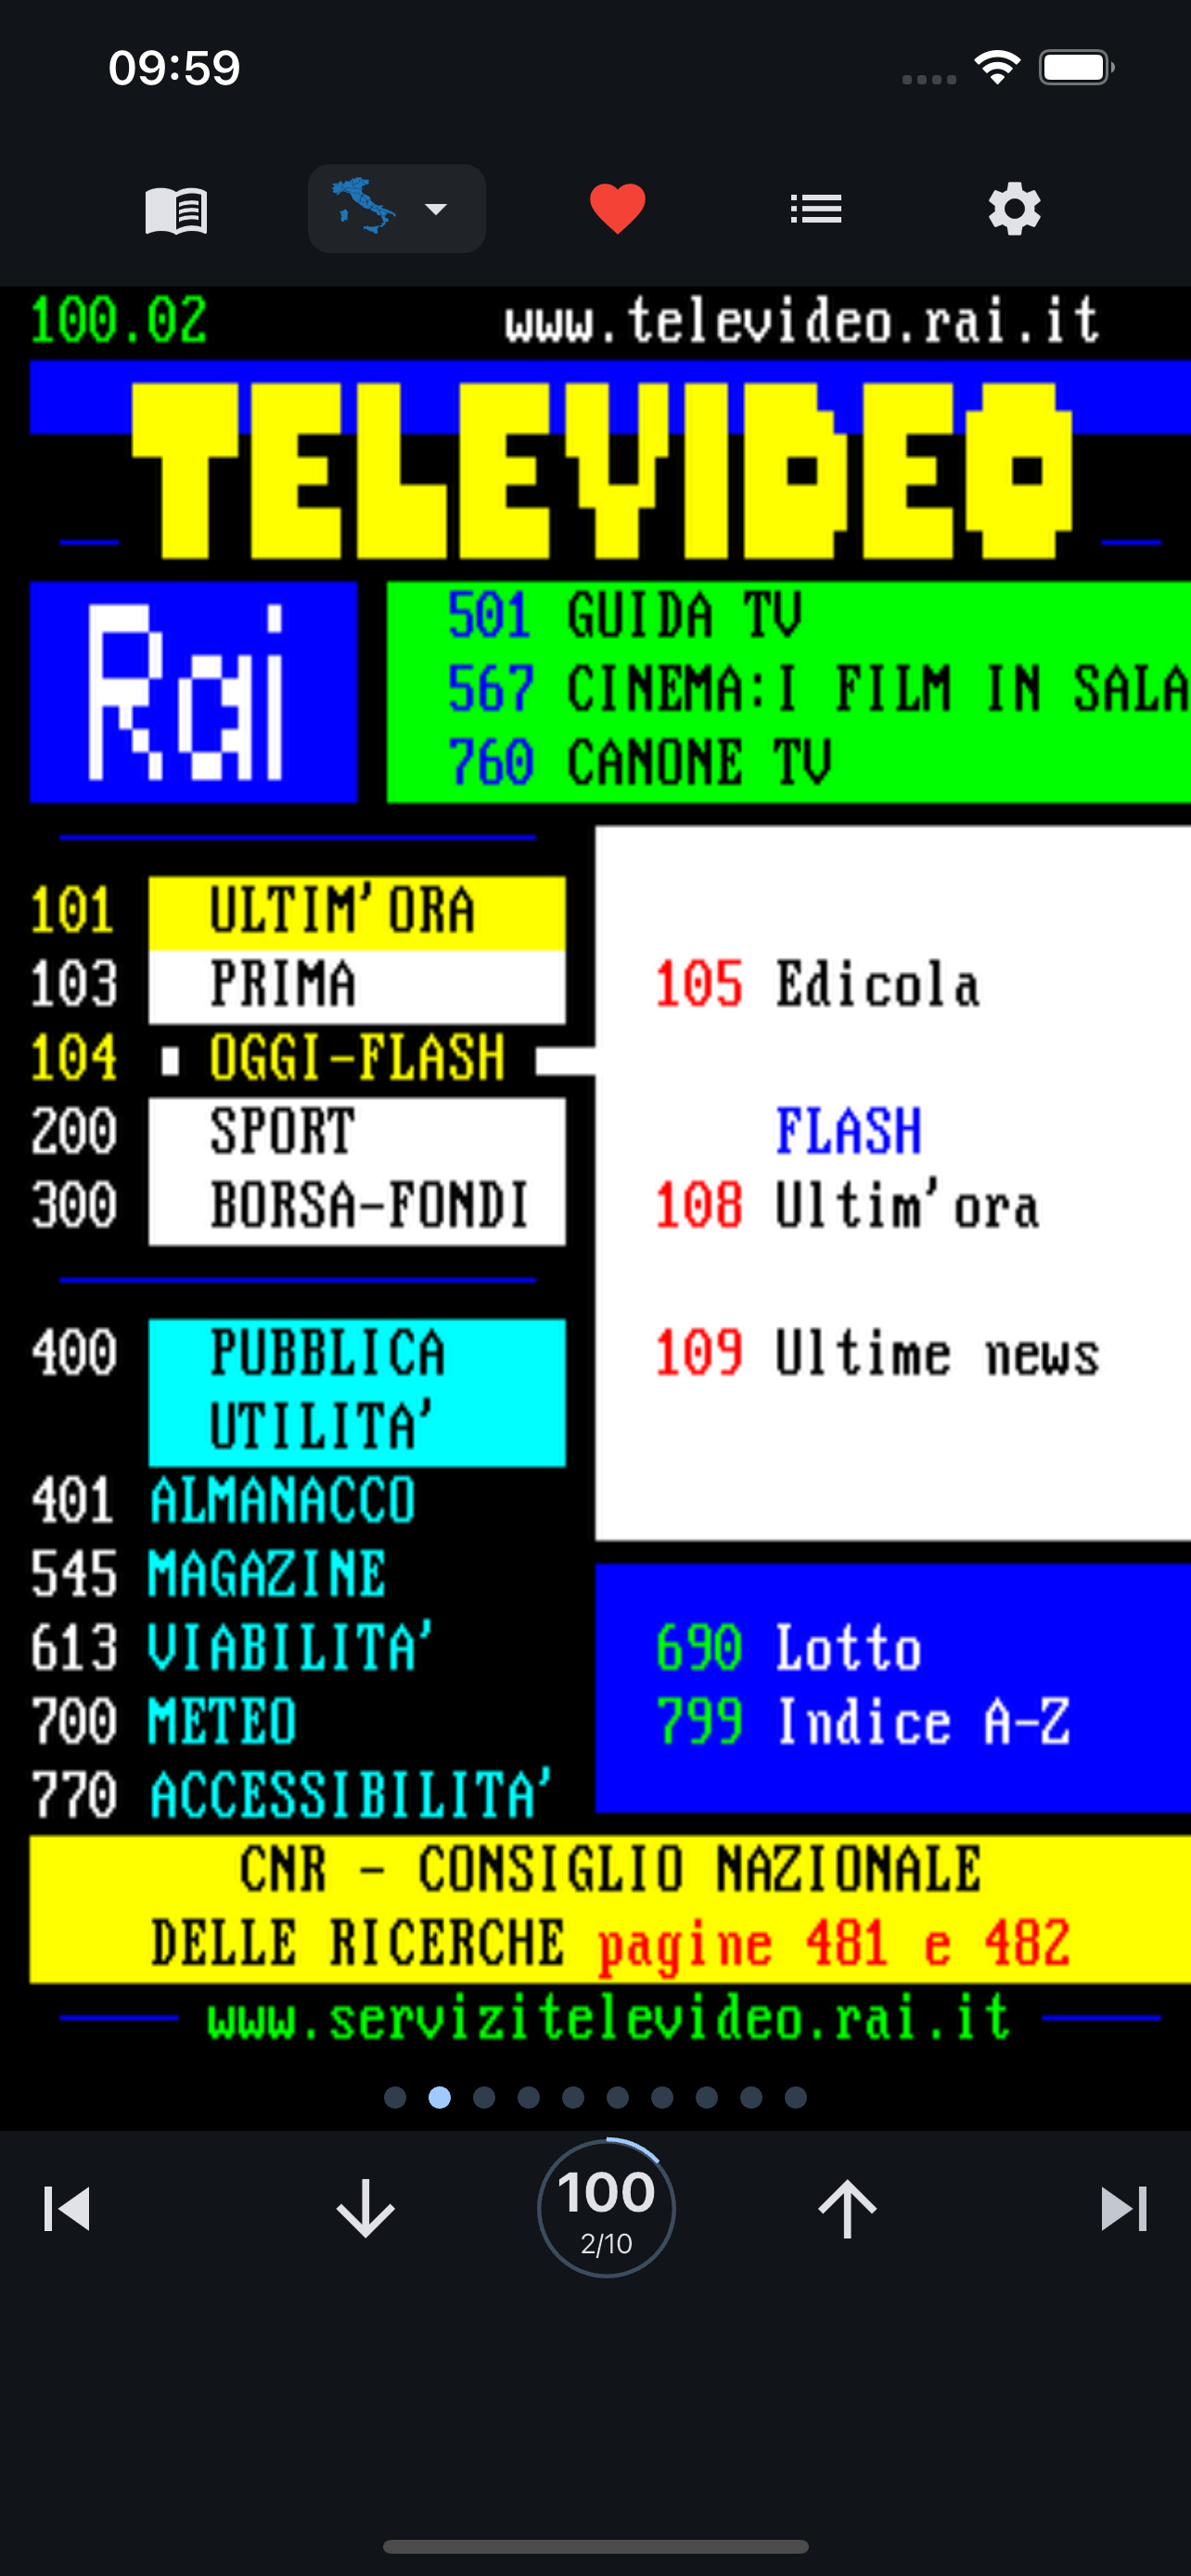 09:59
100.02 www.televideo.rai.it
TELEVIDEO
Rai
501 GUIDA TV
567 CINEMA:I FILM IN SALA
760 CANONE TV
101 ULTIM'ORA
103 PRIMA
104 OGGI-FLASH
200 SPORT
300 BORSA-FONDI
105 Edicola
FLASH
108 Ultim'ora
109 Ultime news
400 PUBBLICA
UTILITA'
401 ALMANACCO
545 MAGAZINE
613 VIABILITA'
700 METEO
770 ACCESSIBILITA'
690 Lotto
799 Indice A-Z
CNR - CONSIGLIO NAZIONALE
DELLE RICERCHE pagine 481 e 482
www.servizitelevideo.rai.it
100
2/10